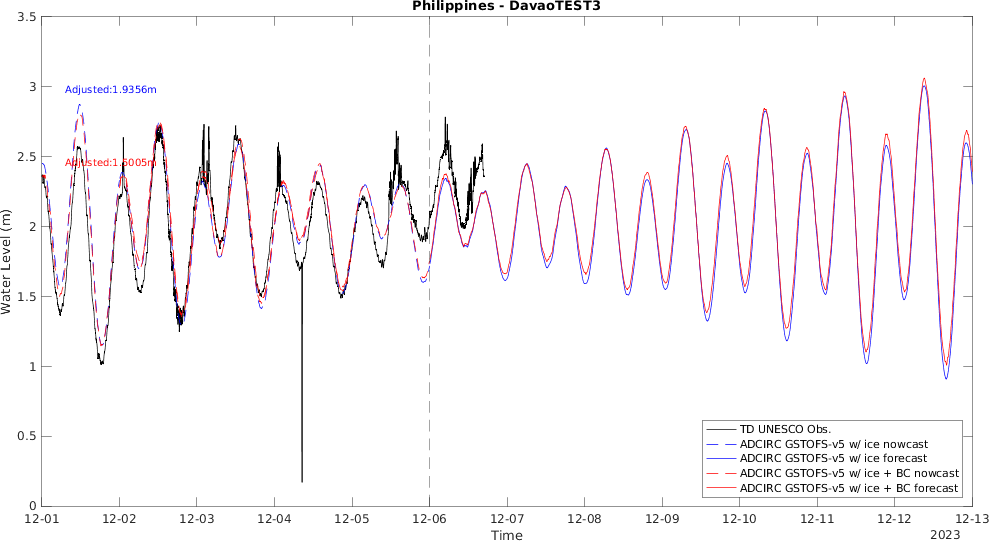 Philippines - DavaoTEST3
3.5
3
2.5
2
1.5
1
0.5
0
Water Level (m)
Adjusted:1.9356m
Adjusted:1.6005m
TD UNESCO Obs.
ADCIRC GSTOFS-v5 w/ ice nowcast
ADCIRC GSTOFS-v5 w/ ice forecast
ADCIRC GSTOFS-v5 w/ ice + BC nowcast
ADCIRC GSTOFS-v5 w/ ice + BC forecast
12-01 12-02 12-03 12-04 12-05 12-06 12-07 12-08 12-09 12-10 12-11 12-12 12-13
Time
2023